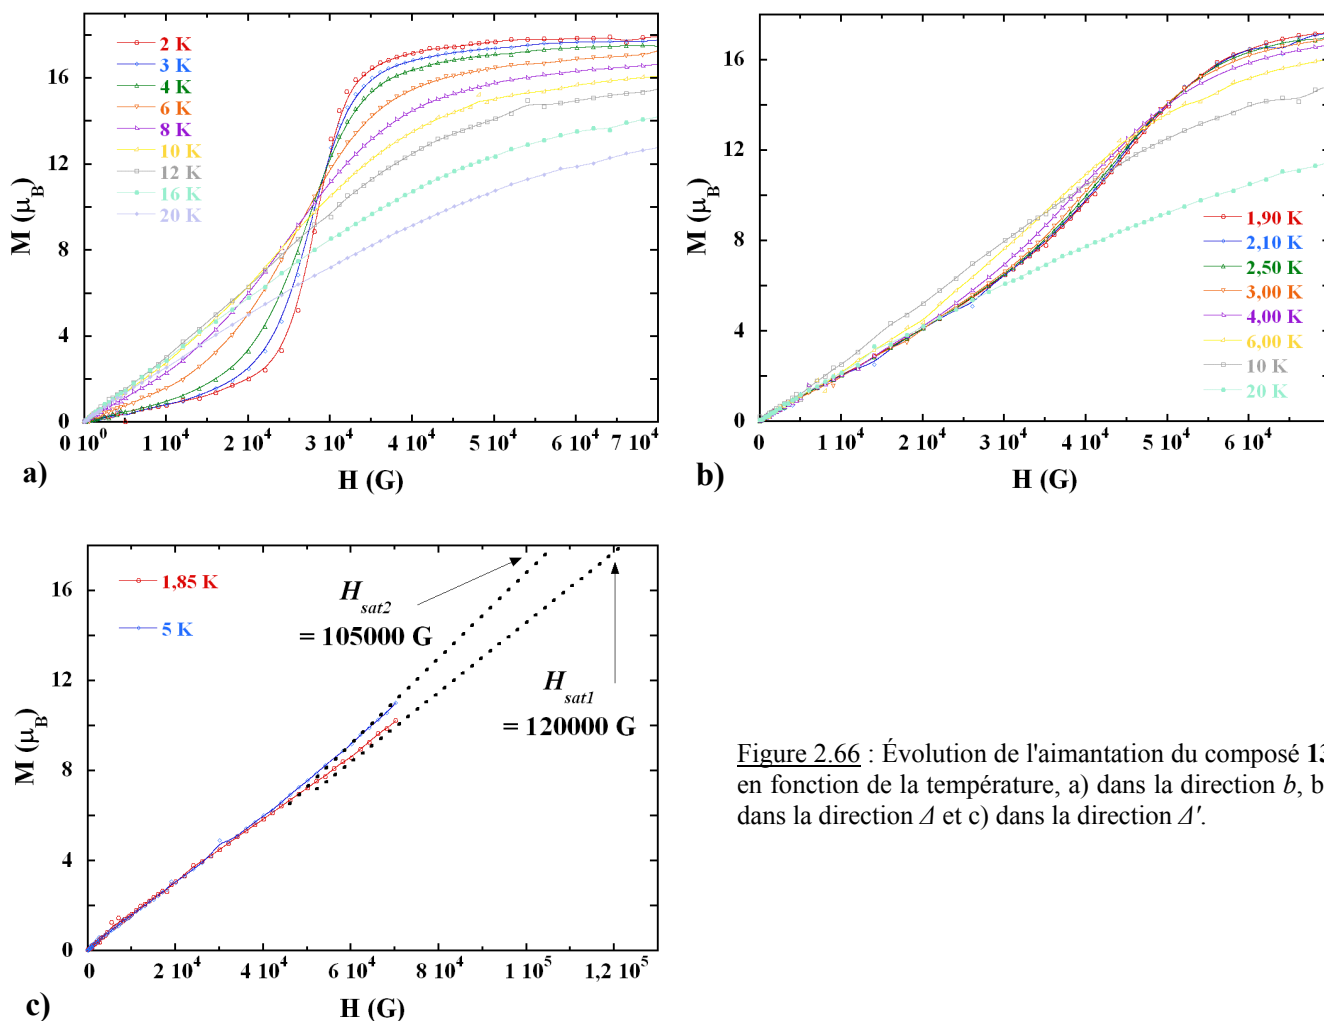 16
12
8
4
0
M (μB)
2 K
3 K
4 K
6 K
8 K
10 K
12 K
16 K
20 K
0 10⁰ 1 10⁴ 2 10⁴ 3 10⁴ 4 10⁴ 5 10⁴ 6 10⁴ 7 10⁴
H (G)
a)
16
12
8
4
0
M (μB)
1,90 K
2,10 K
2,50 K
3,00 K
4,00 K
6,00 K
10 K
20 K
0 1 10⁴ 2 10⁴ 3 10⁴ 4 10⁴ 5 10⁴ 6 10⁴
H (G)
b)
16
12
8
4
0
M (μB)
1,85 K
5 K
Hsat2
= 105000 G
Hsat1
= 120000 G
0 2 10⁴ 4 10⁴ 6 10⁴ 8 10⁴ 1 10⁵ 1,2 10⁵
H (G)
c)
Figure 2.66 : Évolution de l'aimantation du composé 13
en fonction de la température, a) dans la direction b, b
dans la direction Δ et c) dans la direction Δ'.